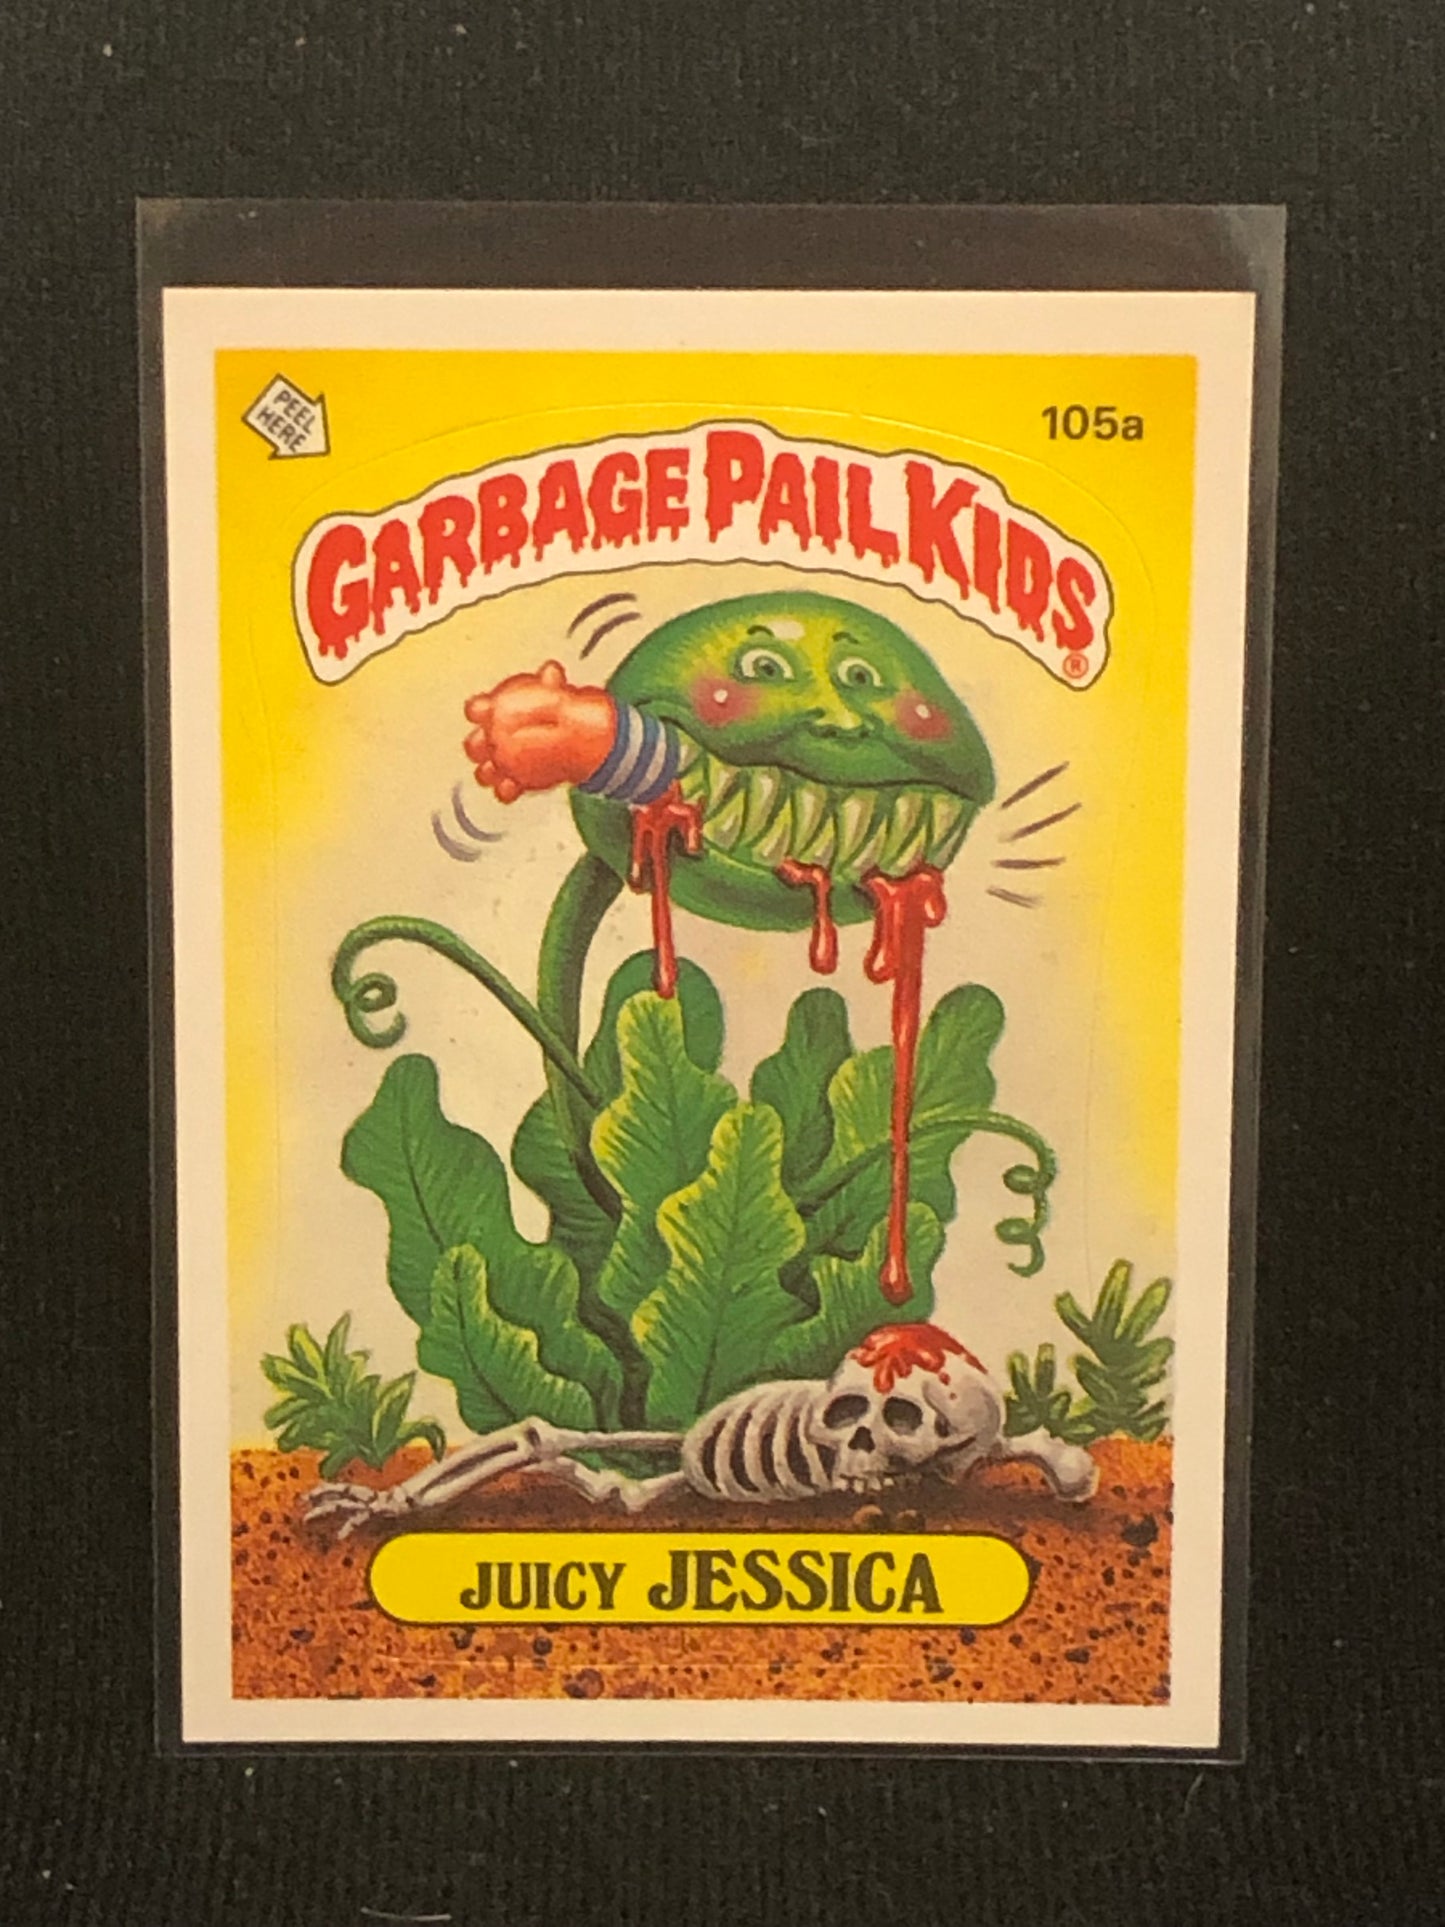 PEEL
HERE
105a
GARBAGE PAIL KIDS
®
JUICY JESSICA